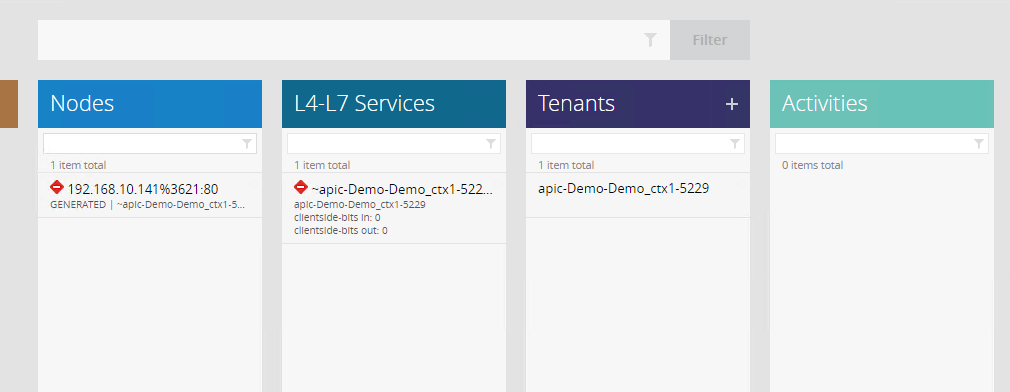 Filter
Nodes
1 item total
192.168.10.141%3621:80
GENERATED | ~apic-Demo-Demo_ctx1-5...
L4-L7 Services
1 item total
~apic-Demo-Demo_ctx1-522...
apic-Demo-Demo_ctx1-5229
clientside-bits in: 0
clientside-bits out: 0
Tenants +
1 item total
apic-Demo-Demo_ctx1-5229
Activities
0 items total